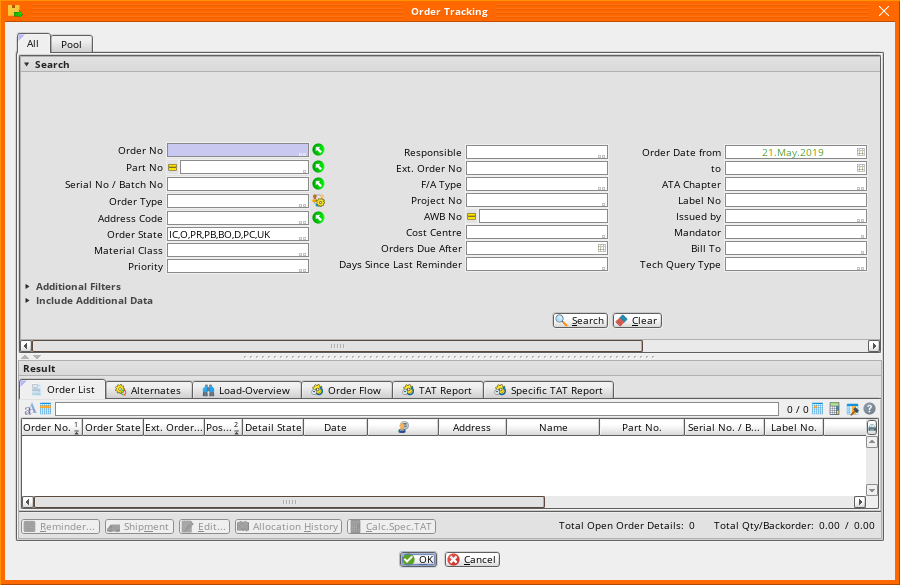 Order Tracking
All Pool
Search
Order No Responsible Order Date from 21.May.2019
Part No Ext. Order No to
Serial No / Batch No F/A Type ATA Chapter
Order Type Project No Label No
Address Code AWB No Issued by
Order State IC,O,PR,PB,BO,D,PC,UK Cost Centre Mandator
Material Class Orders Due After Bill To
Priority Days Since Last Reminder Tech Query Type
Additional Filters
Include Additional Data
Search Clear
Result
Order List Alternates Load-Overview Order Flow TAT Report Specific TAT Report
0 / 0
Order No. 1 Order State Ext. Order... Pos... 2 Detail State Date Address Name Part No. Serial No. / B... Label No.
Reminder... Shipment Edit... Allocation History Calc.Spec.TAT Total Open Order Details: 0 Total Qty/Backorder: 0.00 / 0.00
OK Cancel